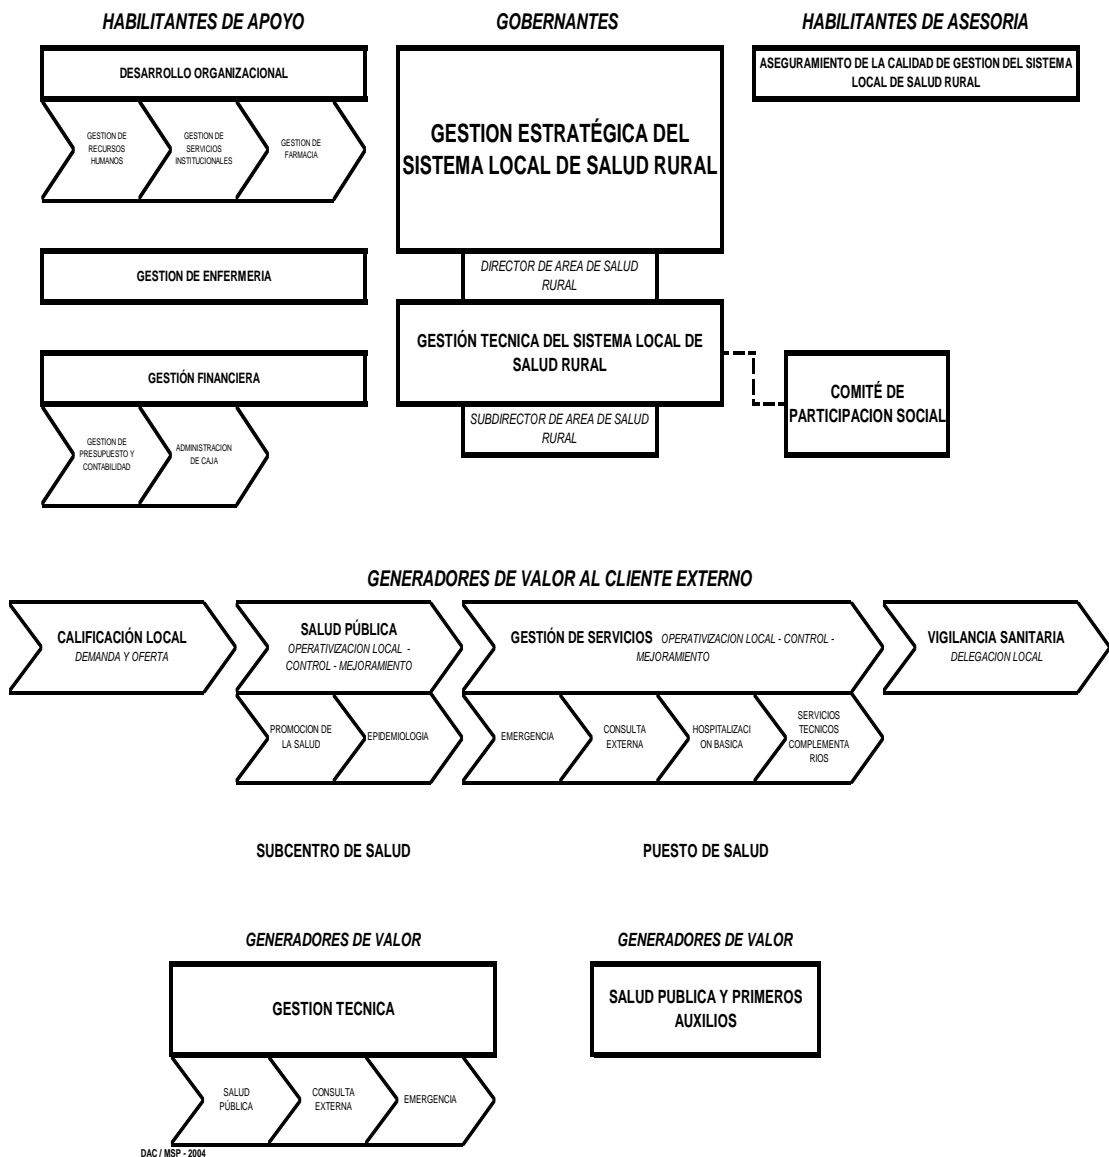 HABILITANTES DE APOYO
GOBERNANTES
HABILITANTES DE ASESORIA
DESARROLLO ORGANIZACIONAL
GESTION DE
RECURSOS
HUMANOS
GESTION DE
SERVICIOS
INSTITUCIONALES
GESTION DE
FARMACIA
GESTION DE ENFERMERIA
GESTIÓN FINANCIERA
GESTION DE
PRESUPUESTO Y
CONTABILIDAD
ADMINISTRACION
DE CAJA
GESTION ESTRATÉGICA DEL
SISTEMA LOCAL DE SALUD RURAL
DIRECTOR DE AREA DE SALUD
RURAL
GESTIÓN TECNICA DEL SISTEMA LOCAL DE
SALUD RURAL
SUBDIRECTOR DE AREA DE SALUD
RURAL
ASEGURAMIENTO DE LA CALIDAD DE GESTION DEL SISTEMA
LOCAL DE SALUD RURAL
COMITÉ DE
PARTICIPACION SOCIAL
GENERADORES DE VALOR AL CLIENTE EXTERNO
CALIFICACIÓN LOCAL
DEMANDA Y OFERTA
SALUD PÚBLICA
OPERATIVIZACION LOCAL -
CONTROL - MEJORAMIENTO
GESTIÓN DE SERVICIOS OPERATIVIZACION LOCAL - CONTROL -
MEJORAMIENTO
VIGILANCIA SANITARIA
DELEGACION LOCAL
PROMOCION DE
LA SALUD
EPIDEMIOLOGIA
EMERGENCIA
CONSULTA
EXTERNA
HOSPITALIZACI
ON BASICA
SERVICIOS
TECNICOS
COMPLEMENTA
RIOS
SUBCENTRO DE SALUD
PUESTO DE SALUD
GENERADORES DE VALOR
GENERADORES DE VALOR
GESTION TECNICA
SALUD PUBLICA Y PRIMEROS
AUXILIOS
SALUD
PÚBLICA
CONSULTA
EXTERNA
EMERGENCIA
DAC / MSP - 2004